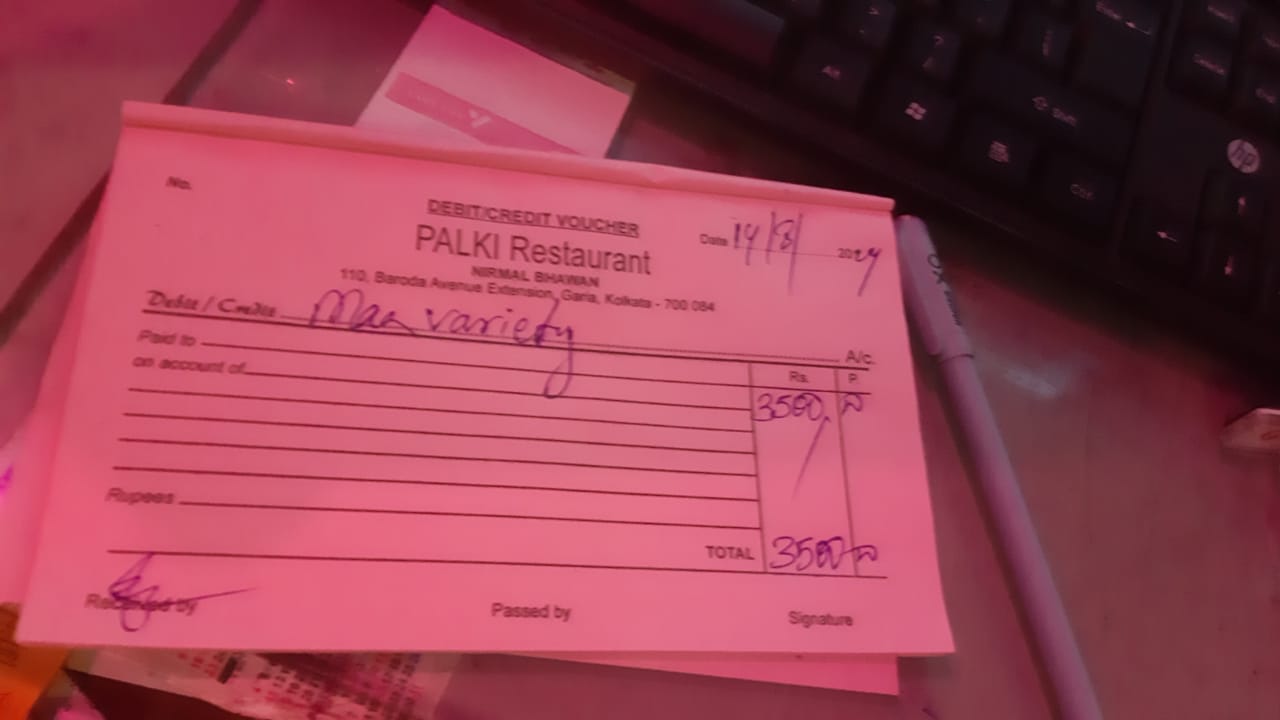 No.
DEBIT/CREDIT VOUCHER
PALKI Restaurant
Date 14/8/2024
NIRMAL BHAWAN
110, Baroda Avenue Extension, Garia, Kolkata - 700 084
Debit / Credit Maa variety A/c.
Paid to
Rs. P.
on account of
3500
Rupees
TOTAL 3500
Received by Passed by Signature
hp
Alt
Shift
Ctrl
Enter